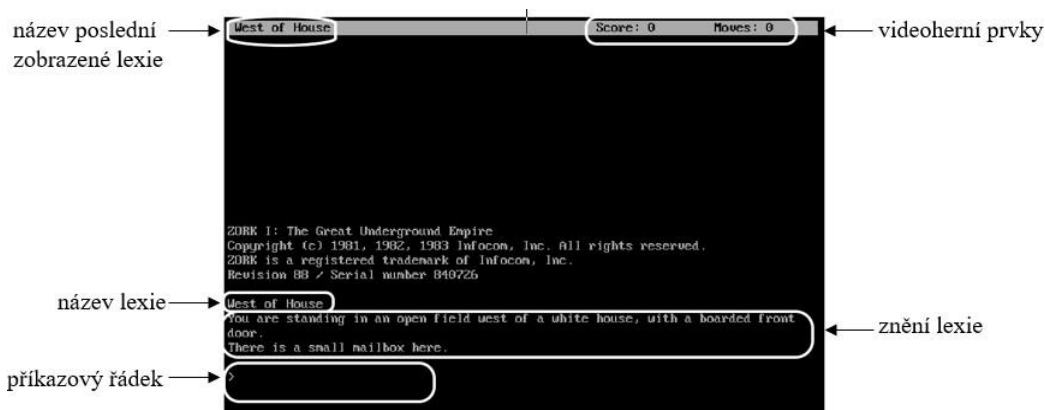 název poslední
zobrazené lexie
West of House
Score: 0 Moves: 0
videoherní prvky
ZORK I: The Great Underground Empire
Copyright (c) 1981, 1982, 1983 Infocom, Inc. All rights reserved.
ZORK is a registered trademark of Infocom, Inc.
Revision 88 / Serial number 840726
název lexie
West of House
You are standing in an open field west of a white house, with a boarded front
door.
There is a small mailbox here.
znění lexie
příkazový řádek
>